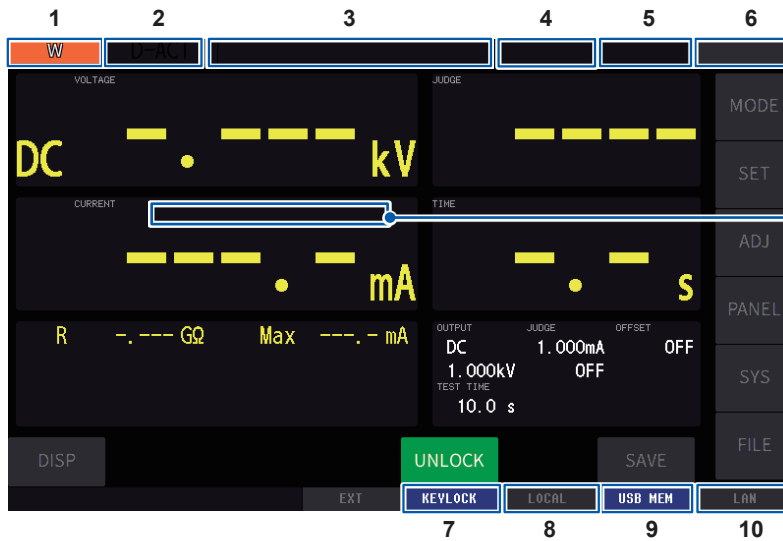 1 2 3 4 5 6
W D-ACT
VOLTAGE
DC -.--- kV
JUDGE
----
CURRENT
---.- mA
TIME
-.- s
R -.--- GΩ Max ---.- mA
OUTPUT JUDGE OFFSET
DC 1.000mA OFF
1.000kV OFF
TEST TIME
10.0 s
MODE
SET
ADJ
PANEL
SYS
FILE
DISP UNLOCK SAVE
EXT KEYLOCK LOCAL USB MEM LAN
7 8 9 10